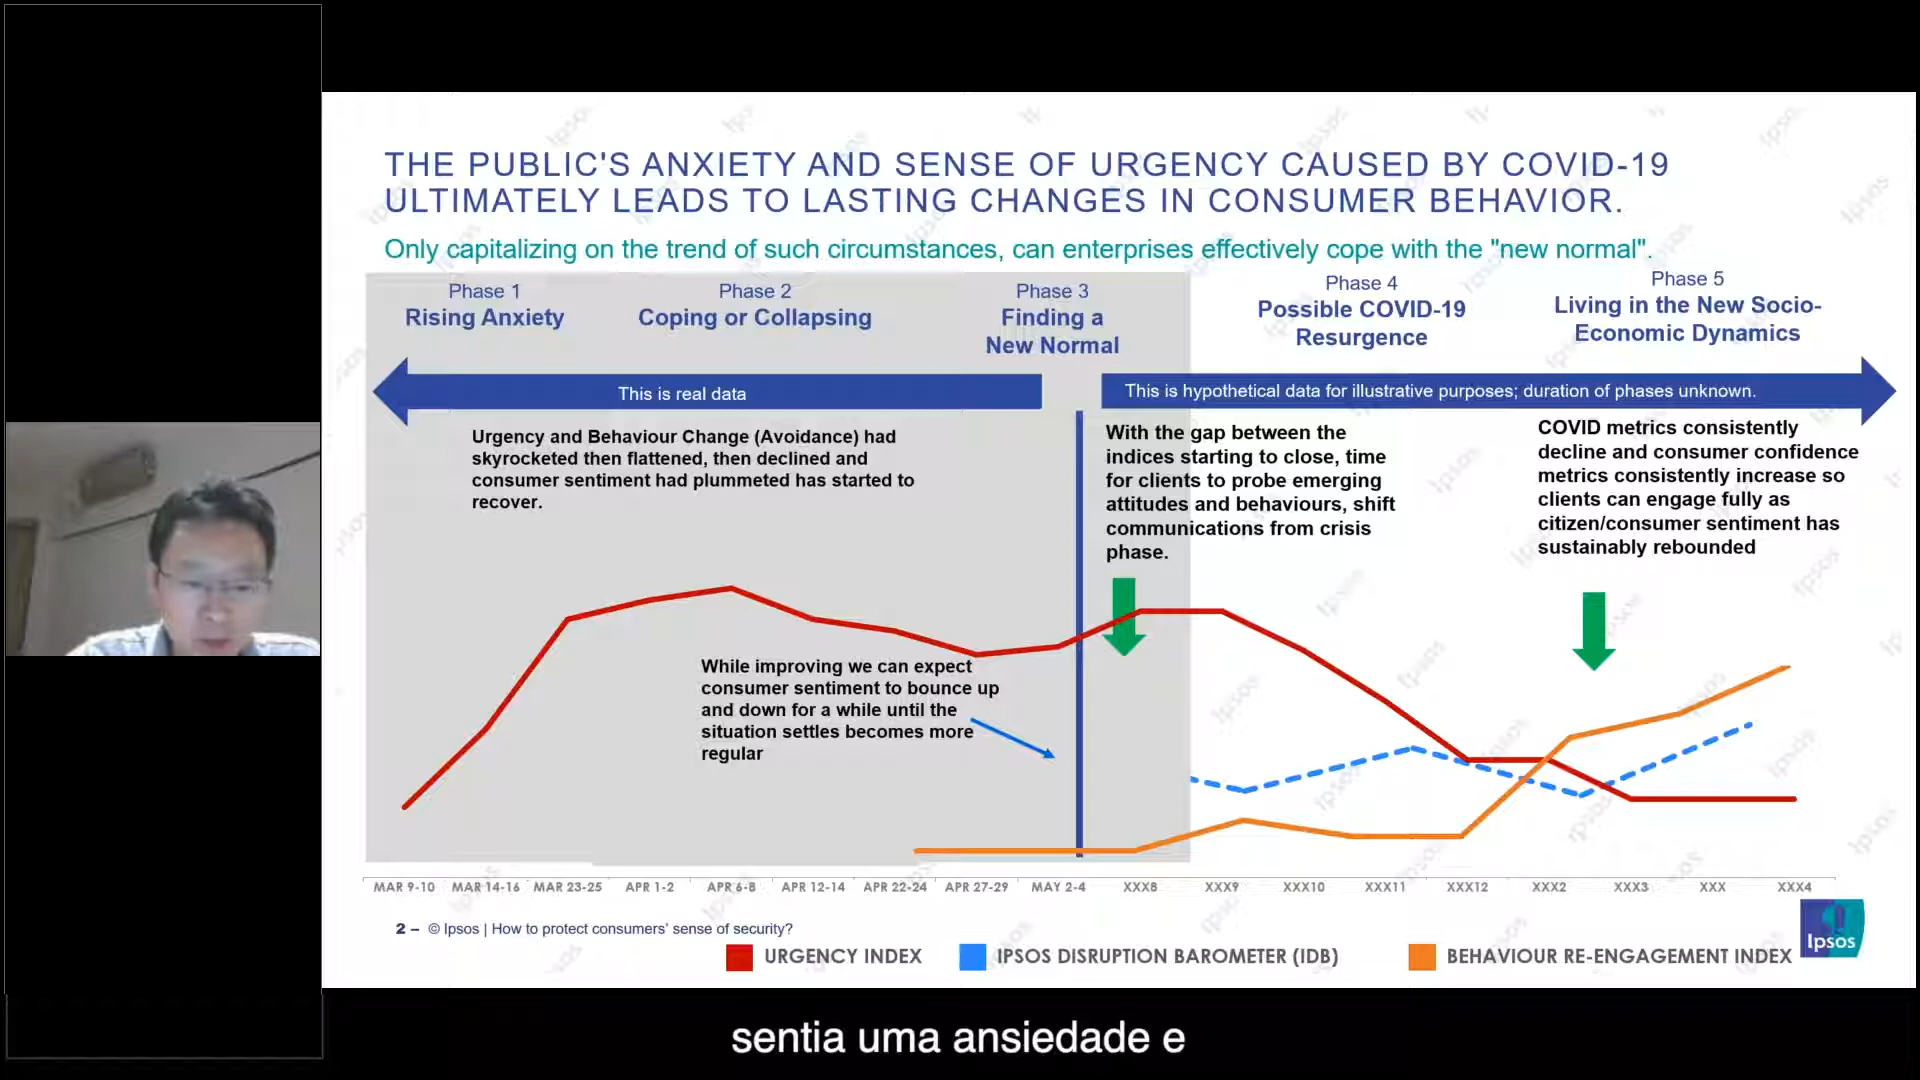 THE PUBLIC'S ANXIETY AND SENSE OF URGENCY CAUSED BY COVID-19
ULTIMATELY LEADS TO LASTING CHANGES IN CONSUMER BEHAVIOR.
Only capitalizing on the trend of such circumstances, can enterprises effectively cope with the "new normal".
Phase 1
Rising Anxiety
Phase 2
Coping or Collapsing
Phase 3
Finding a
New Normal
Phase 4
Possible COVID-19
Resurgence
Phase 5
Living in the New Socio-
Economic Dynamics
This is real data
This is hypothetical data for illustrative purposes; duration of phases unknown.
Urgency and Behaviour Change (Avoidance) had
skyrocketed then flattened, then declined and
consumer sentiment had plummeted has started to
recover.
With the gap between the
indices starting to close, time
for clients to probe emerging
attitudes and behaviours, shift
communications from crisis
phase.
COVID metrics consistently
decline and consumer confidence
metrics consistently increase so
clients can engage fully as
citizen/consumer sentiment has
sustainably rebounded
While improving we can expect
consumer sentiment to bounce up
and down for a while until the
situation settles becomes more
regular
MAR 9-10 MAR 14-16 MAR 23-25 APR 1-2 APR 6-8 APR 12-14 APR 22-24 APR 27-29 MAY 2-4 XXX8 XXX9 XXX10 XXX11 XXX12 XXX2 XXX3 XXX XXX4
2 – © Ipsos | How to protect consumers' sense of security?
URGENCY INDEX IPSOS DISRUPTION BAROMETER (IDB) BEHAVIOUR RE-ENGAGEMENT INDEX
Ipsos
sentia uma ansiedade e